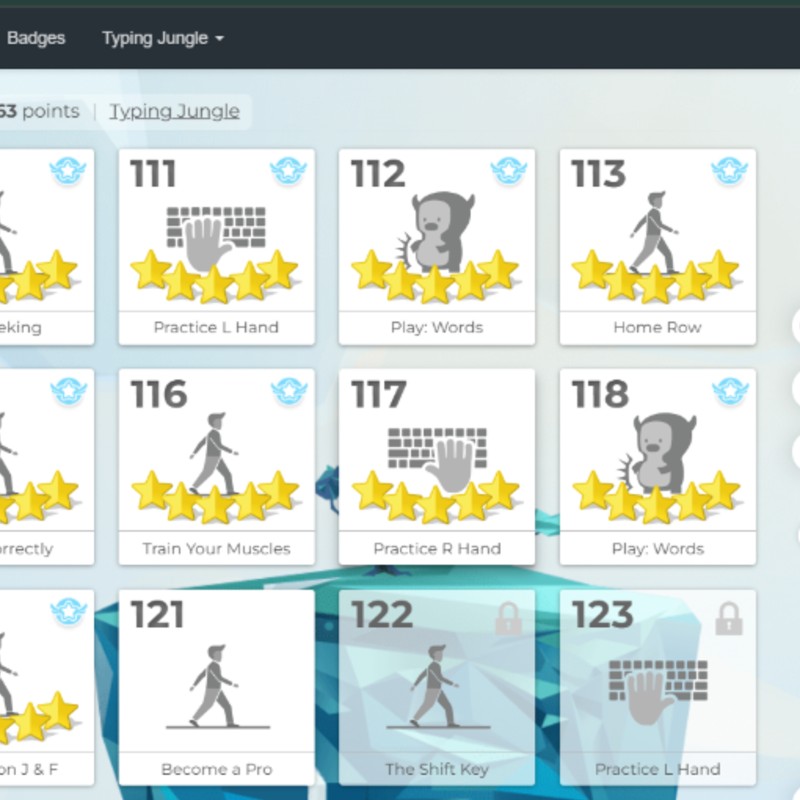 Badges Typing Jungle
63 points | Typing Jungle
111 112 113
eking Practice L Hand Play: Words Home Row
116 117 118
orrectly Train Your Muscles Practice R Hand Play: Words
121 122 123
on J & F Become a Pro The Shift Key Practice L Hand